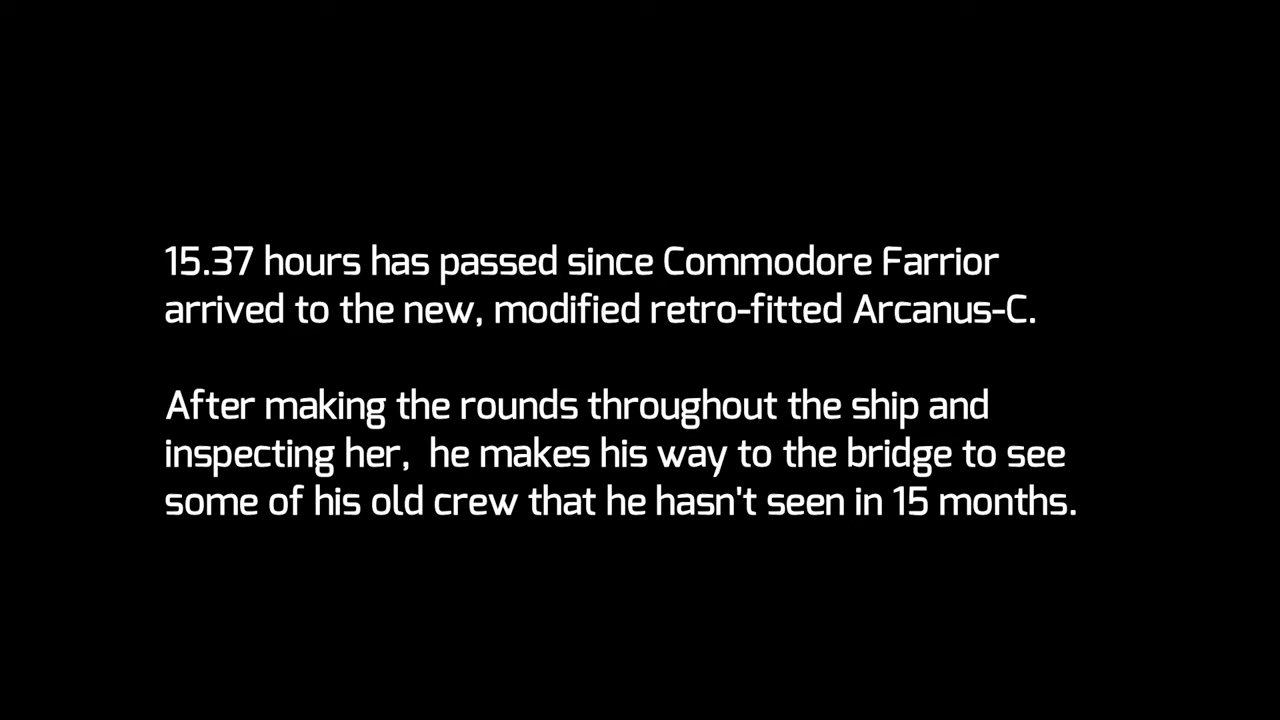 15.37 hours has passed since Commodore Farrior
arrived to the new, modified retro-fitted Arcanus-C.
After making the rounds throughout the ship and
inspecting her,  he makes his way to the bridge to see
some of his old crew that he hasn't seen in 15 months.